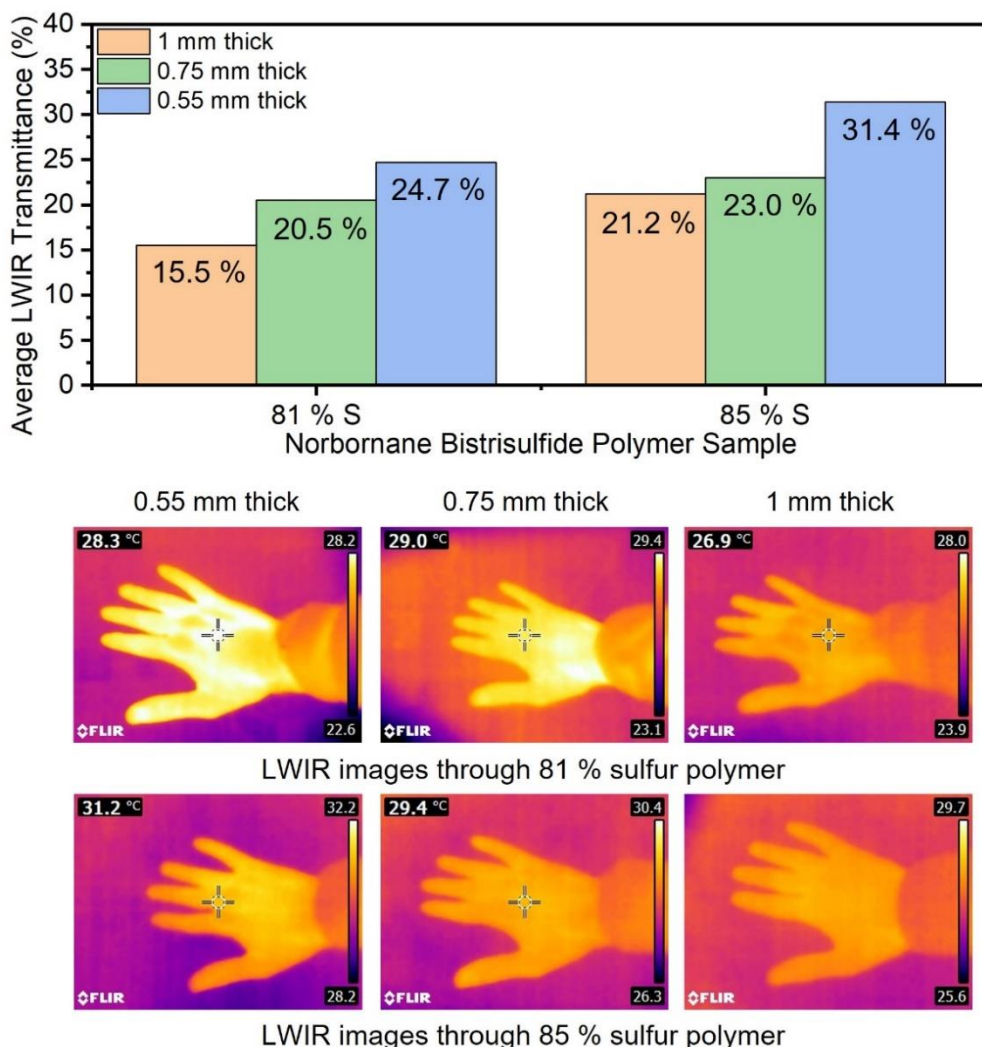 Average LWIR Transmittance (%)
40
35
30
25
20
15
10
5
0
1 mm thick
0.75 mm thick
0.55 mm thick
15.5 %
20.5 %
24.7 %
21.2 %
23.0 %
31.4 %
81 % S
85 % S
Norbornane Bistrisulfide Polymer Sample
0.55 mm thick
0.75 mm thick
1 mm thick
28.3 °C
28.2
22.6
FLIR
29.0 °C
29.4
23.1
FLIR
26.9 °C
28.0
23.9
FLIR
LWIR images through 81 % sulfur polymer
31.2 °C
32.2
28.2
FLIR
29.4 °C
30.4
26.3
FLIR
29.7
25.6
FLIR
LWIR images through 85 % sulfur polymer